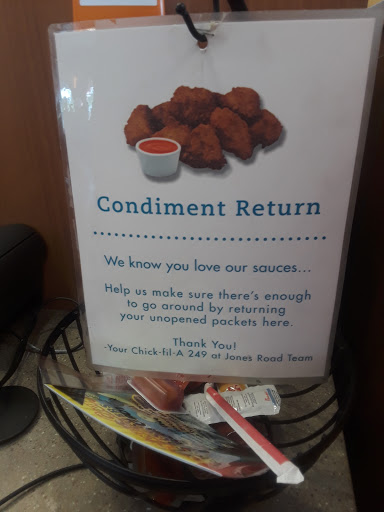 Condiment Return
We know you love our sauces...
Help us make sure there's enough
to go around by returning
your unopened packets here.
Thank You!
-Your Chick-fil-A 249 at Jone's Road Team